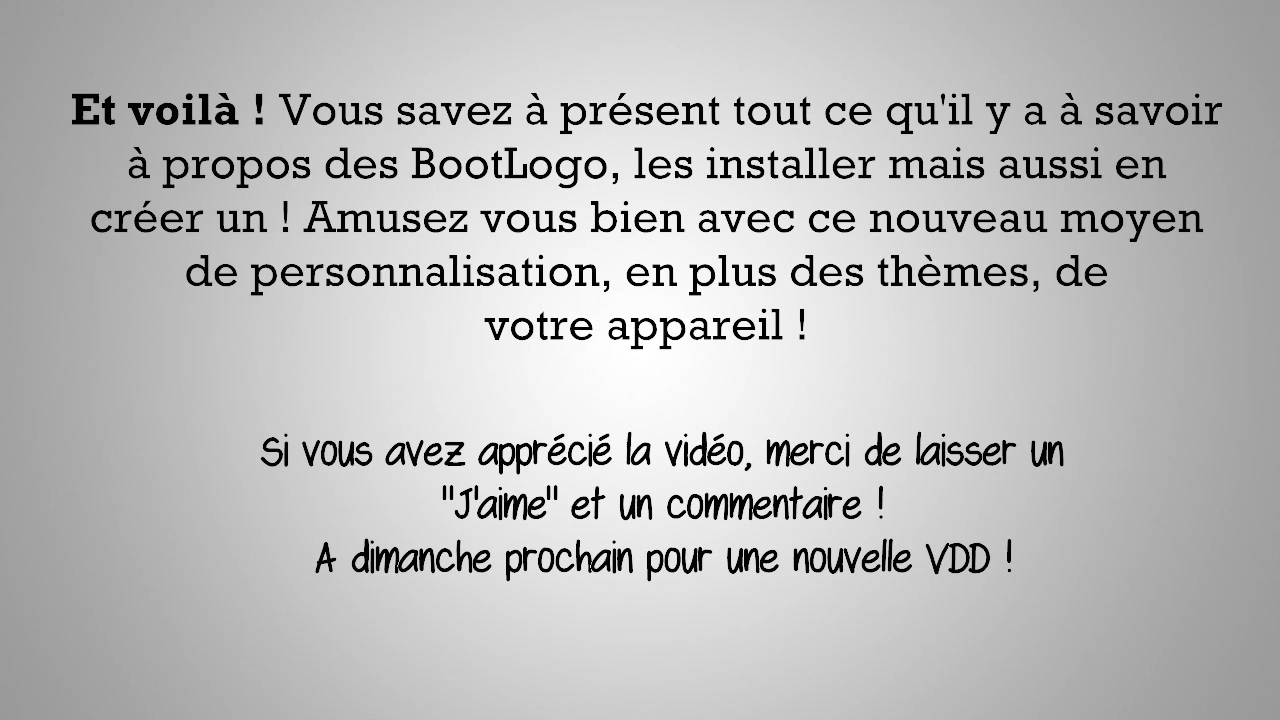 Et voilà ! Vous savez à présent tout ce qu'il y a à savoir
à propos des BootLogo, les installer mais aussi en
créer un ! Amusez vous bien avec ce nouveau moyen
de personnalisation, en plus des thèmes, de
votre appareil !
Si vous avez apprécié la vidéo, merci de laisser un
"J'aime" et un commentaire !
A dimanche prochain pour une nouvelle VDD !